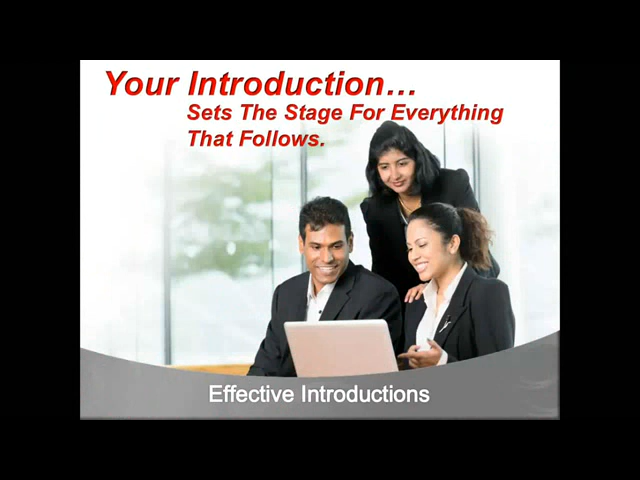 Your Introduction…
Sets The Stage For Everything
That Follows.
Effective Introductions